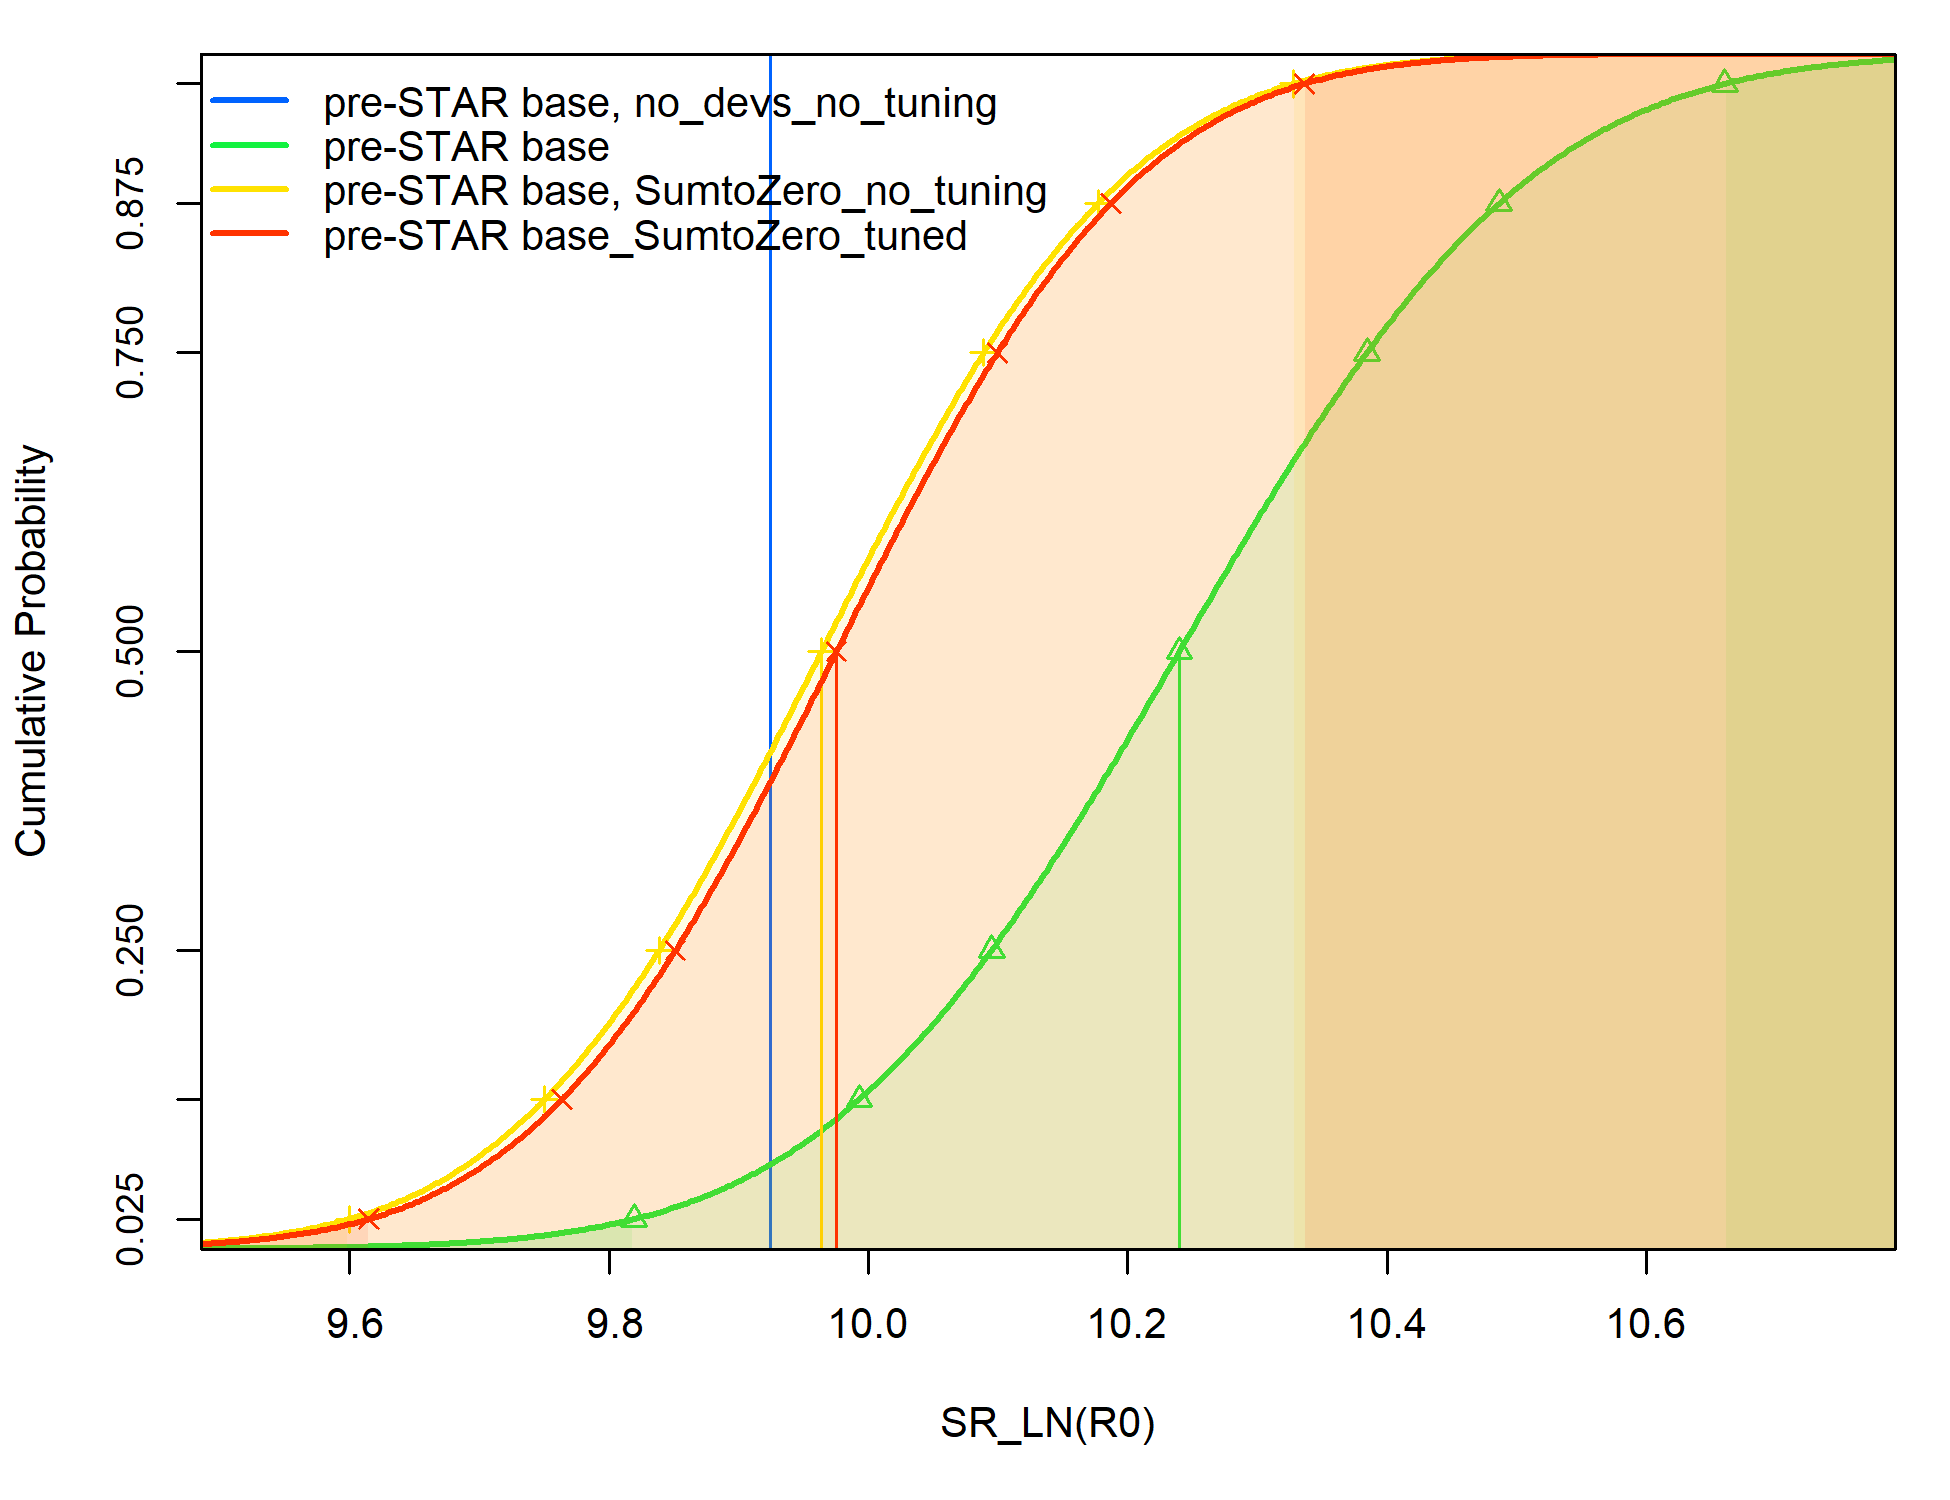 pre-STAR base, no_devs_no_tuning
pre-STAR base
pre-STAR base, SumtoZero_no_tuning
pre-STAR base_SumtoZero_tuned
Cumulative Probability
0.875
0.750
0.500
0.250
0.025
9.6 9.8 10.0 10.2 10.4 10.6
SR_LN(R0)